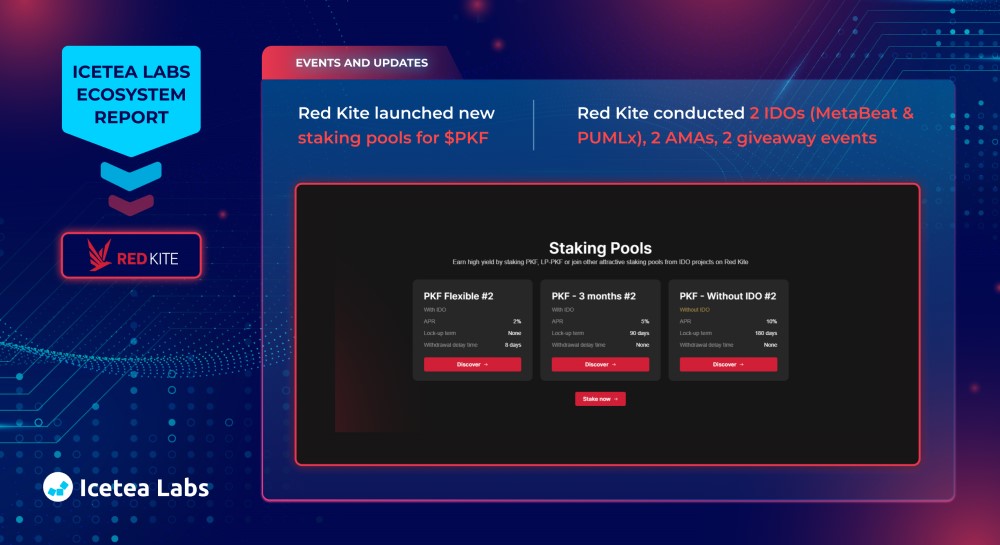 ICETEA LABS
ECOSYSTEM
REPORT
REDKITE
Icetea Labs
EVENTS AND UPDATES
Red Kite launched new
staking pools for $PKF
Red Kite conducted 2 IDOs (MetaBeat &
PUMLx), 2 AMAs, 2 giveaway events
Staking Pools
Earn high yield by staking PKF, LP-PKF or join other attractive staking pools from IDO projects on Red Kite
PKF Flexible #2
With IDO
APR 2%
Lock-up term None
Withdrawal delay time 8 days
Discover →
PKF - 3 months #2
With IDO
APR 5%
Lock-up term 90 days
Withdrawal delay time None
Discover →
PKF - Without IDO #2
Without IDO
APR 10%
Lock-up term 180 days
Withdrawal delay time None
Discover →
Stake now →